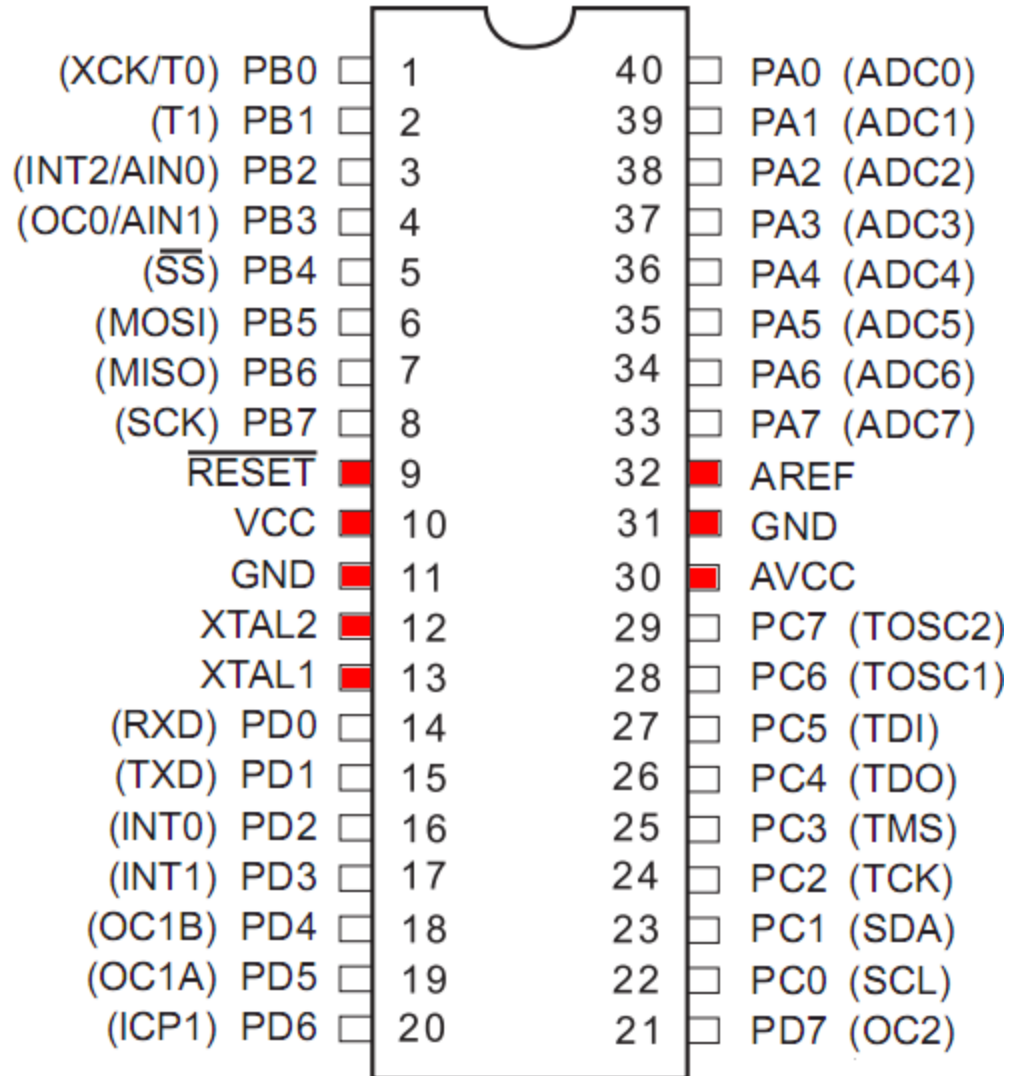 (XCK/T0) PB0 1 40 PA0 (ADC0)
(T1) PB1 2 39 PA1 (ADC1)
(INT2/AIN0) PB2 3 38 PA2 (ADC2)
(OC0/AIN1) PB3 4 37 PA3 (ADC3)
(S̅S̅) PB4 5 36 PA4 (ADC4)
(MOSI) PB5 6 35 PA5 (ADC5)
(MISO) PB6 7 34 PA6 (ADC6)
(SCK) PB7 8 33 PA7 (ADC7)
R̅E̅S̅E̅T̅ 9 32 AREF
VCC 10 31 GND
GND 11 30 AVCC
XTAL2 12 29 PC7 (TOSC2)
XTAL1 13 28 PC6 (TOSC1)
(RXD) PD0 14 27 PC5 (TDI)
(TXD) PD1 15 26 PC4 (TDO)
(INT0) PD2 16 25 PC3 (TMS)
(INT1) PD3 17 24 PC2 (TCK)
(OC1B) PD4 18 23 PC1 (SDA)
(OC1A) PD5 19 22 PC0 (SCL)
(ICP1) PD6 20 21 PD7 (OC2)